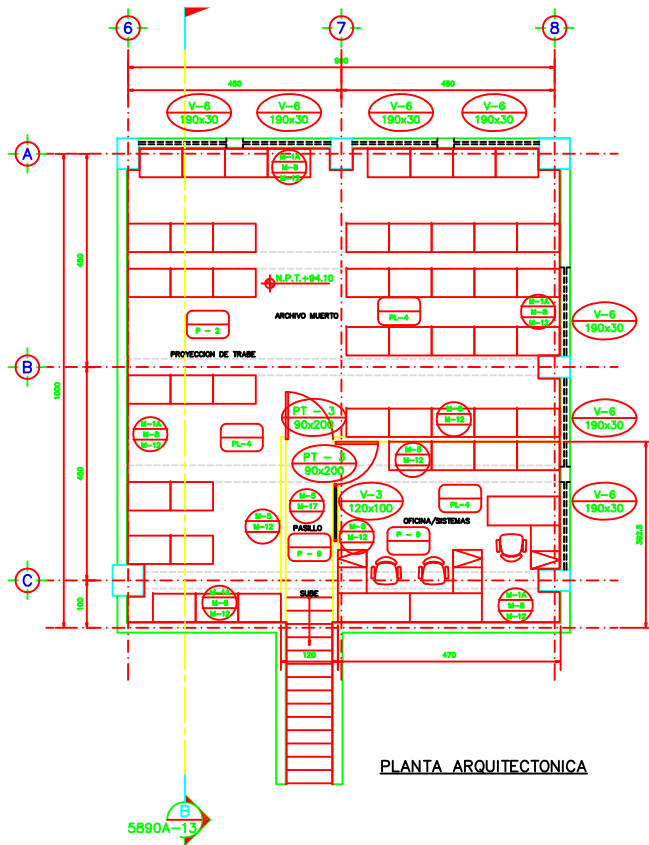 6
7
8
900
450
450
V-6
190x30
V-6
190x30
V-6
190x30
V-6
190x30
A
M-1A
M-8
M-12
450
N.P.T.+94.10
ARCHIVO MUERTO
P - 2
PL-4
M-1A
M-8
M-12
V-6
190x30
PROYECCION DE TRABE
B
1000
PT - 3
90x200
M-8
M-12
V-6
190x30
M-1A
M-8
M-12
PL-4
PT - 3
90x200
M-5
M-12
450
M-5
M-17
V-3
120x100
PL-4
V-6
190x30
M-5
M-12
PASILLO
OFICINA/SISTEMAS
M-5
M-12
P - 9
P - 9
392.5
C
SUBE
100
M-1A
M-8
M-12
M-1A
M-8
M-12
120
470
PLANTA ARQUITECTONICA
B
5890A-13